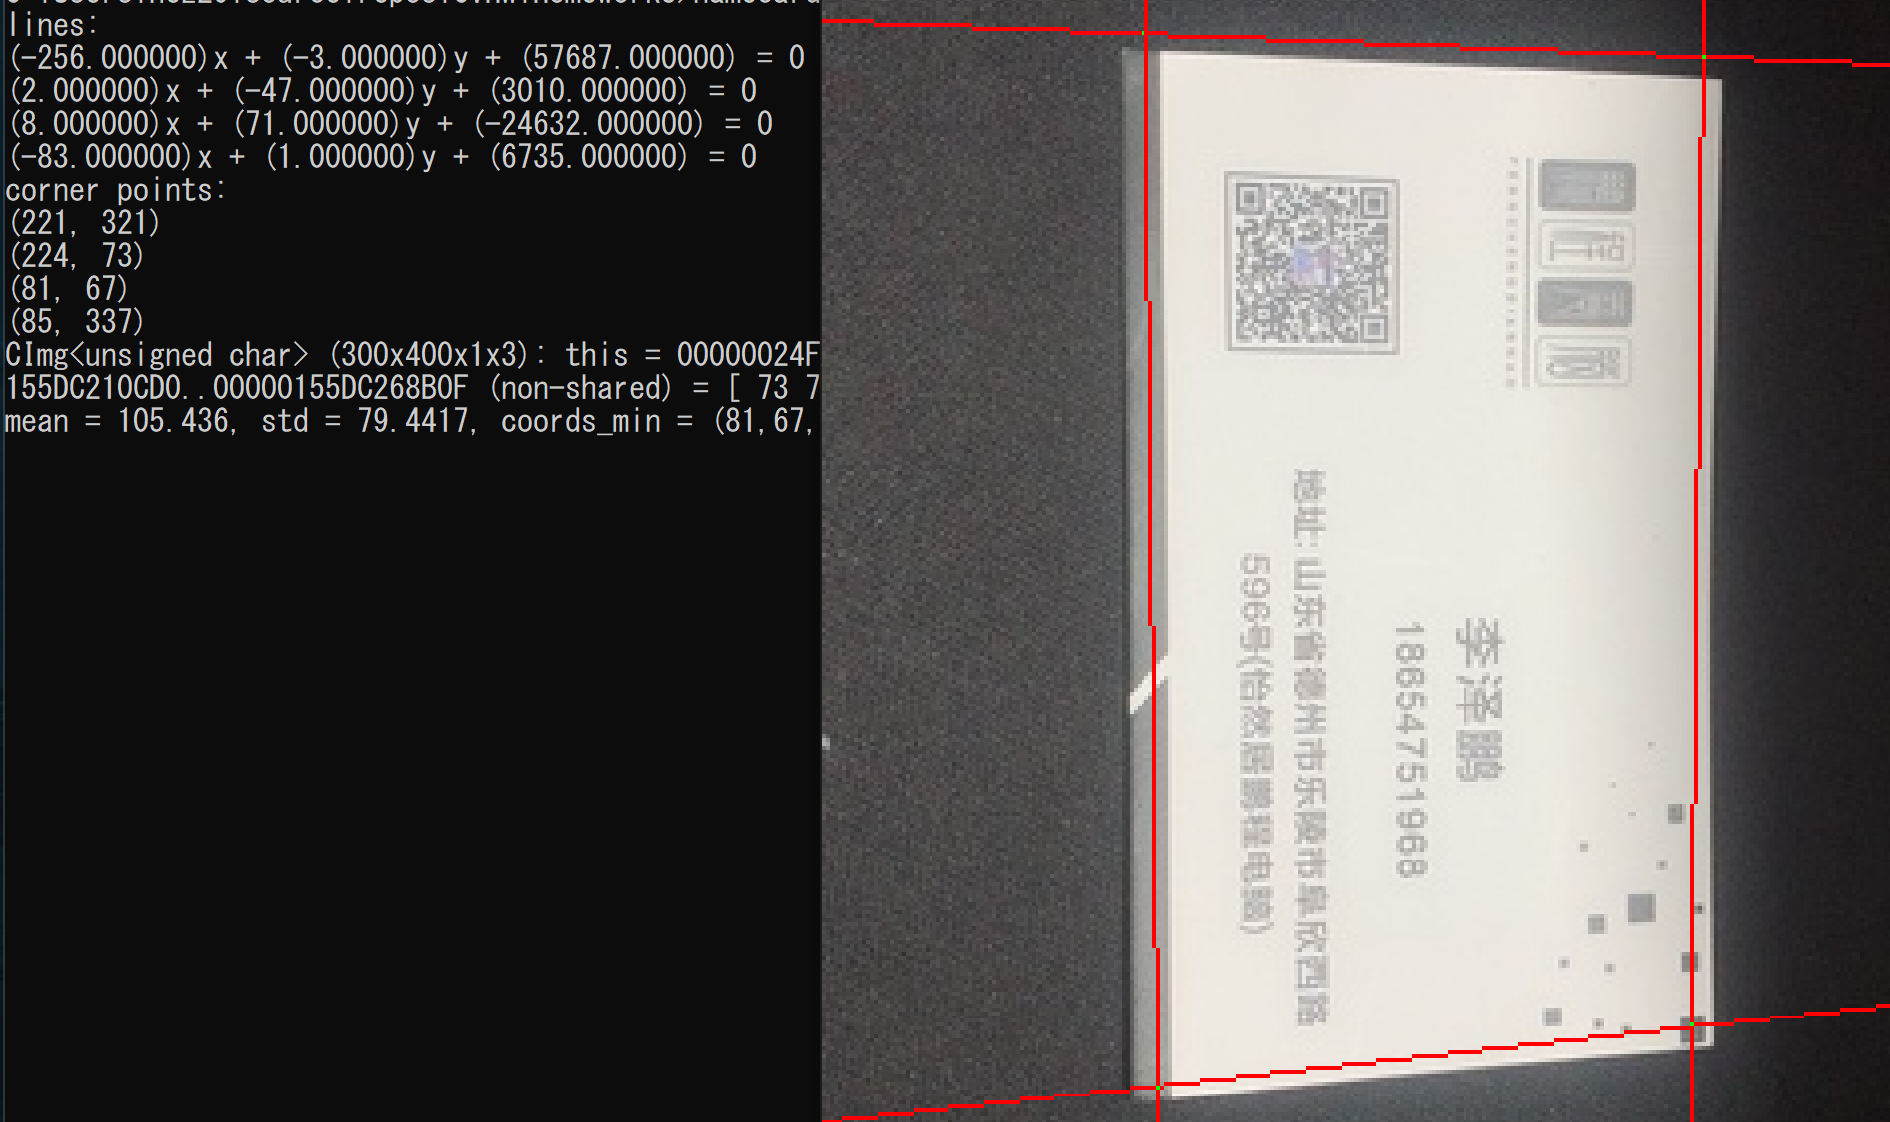 lines:
(-256.000000)x + (-3.000000)y + (57687.000000) = 0
(2.000000)x + (-47.000000)y + (3010.000000) = 0
(8.000000)x + (71.000000)y + (-24632.000000) = 0
(-83.000000)x + (1.000000)y + (6735.000000) = 0
corner points:
(221, 321)
(224, 73)
(81, 67)
(85, 337)
CImg<unsigned char> (300x400x1x3): this = 00000024F
155DC210CD0..00000155DC268B0F (non-shared) = [ 73 7
mean = 105.436, std = 79.4417, coords_min = (81,67,
李泽鹏
18654751968
地址:山东省德州市乐陵市阜欣西路
596号(怡然居鹏程电脑)